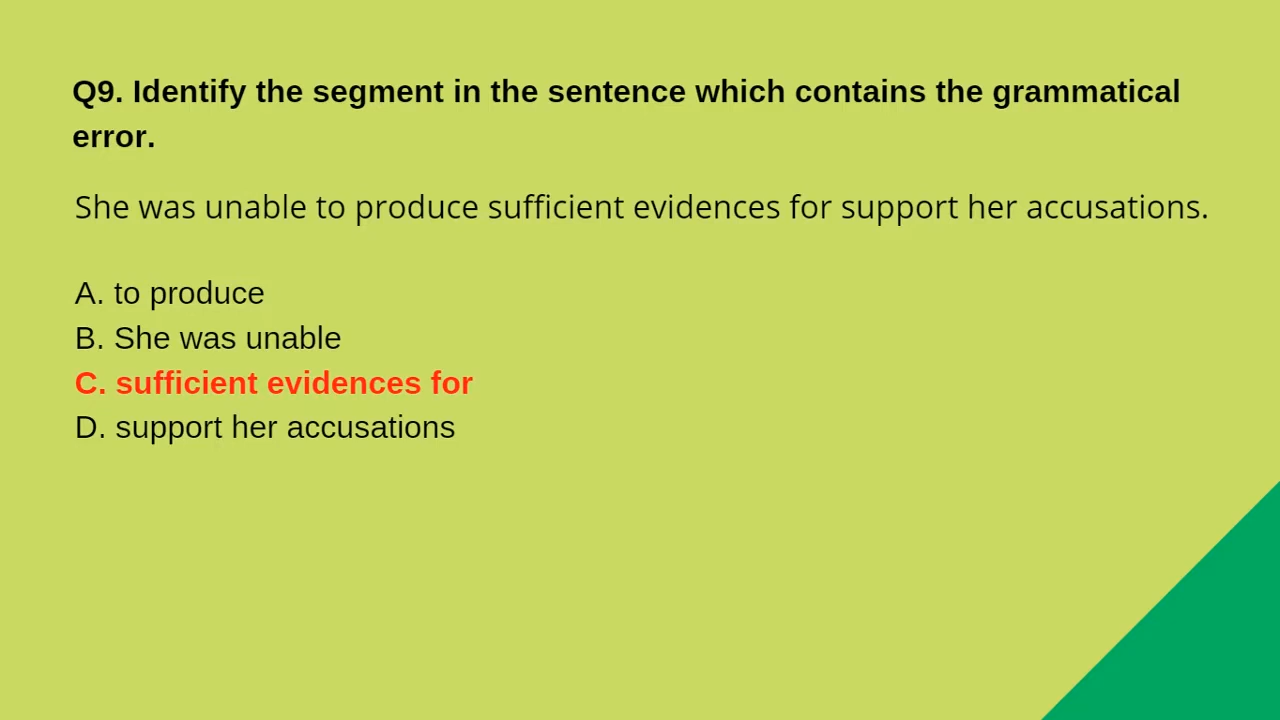 Q9. Identify the segment in the sentence which contains the grammatical
error.
She was unable to produce sufficient evidences for support her accusations.
A. to produce
B. She was unable
C. sufficient evidences for
D. support her accusations